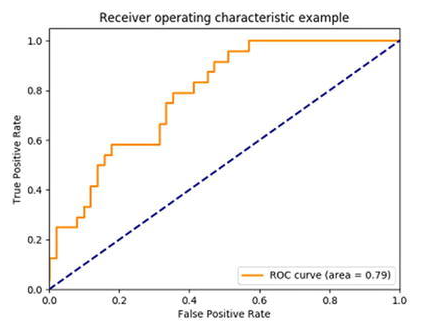 Receiver operating characteristic example
True Positive Rate
1.0
0.8
0.6
0.4
0.2
0.0
ROC curve (area = 0.79)
0.0 0.2 0.4 0.6 0.8 1.0
False Positive Rate